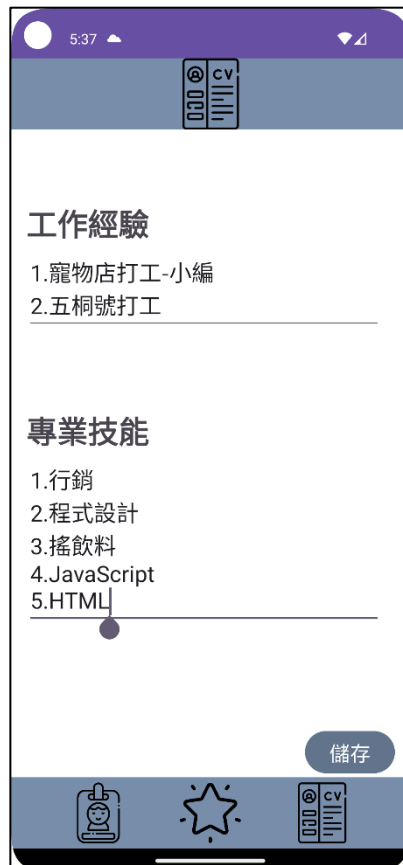 5:37
CV
工作經驗
1.寵物店打工-小編
2.五桐號打工
專業技能
1.行銷
2.程式設計
3.搖飲料
4.JavaScript
5.HTML
儲存
CV